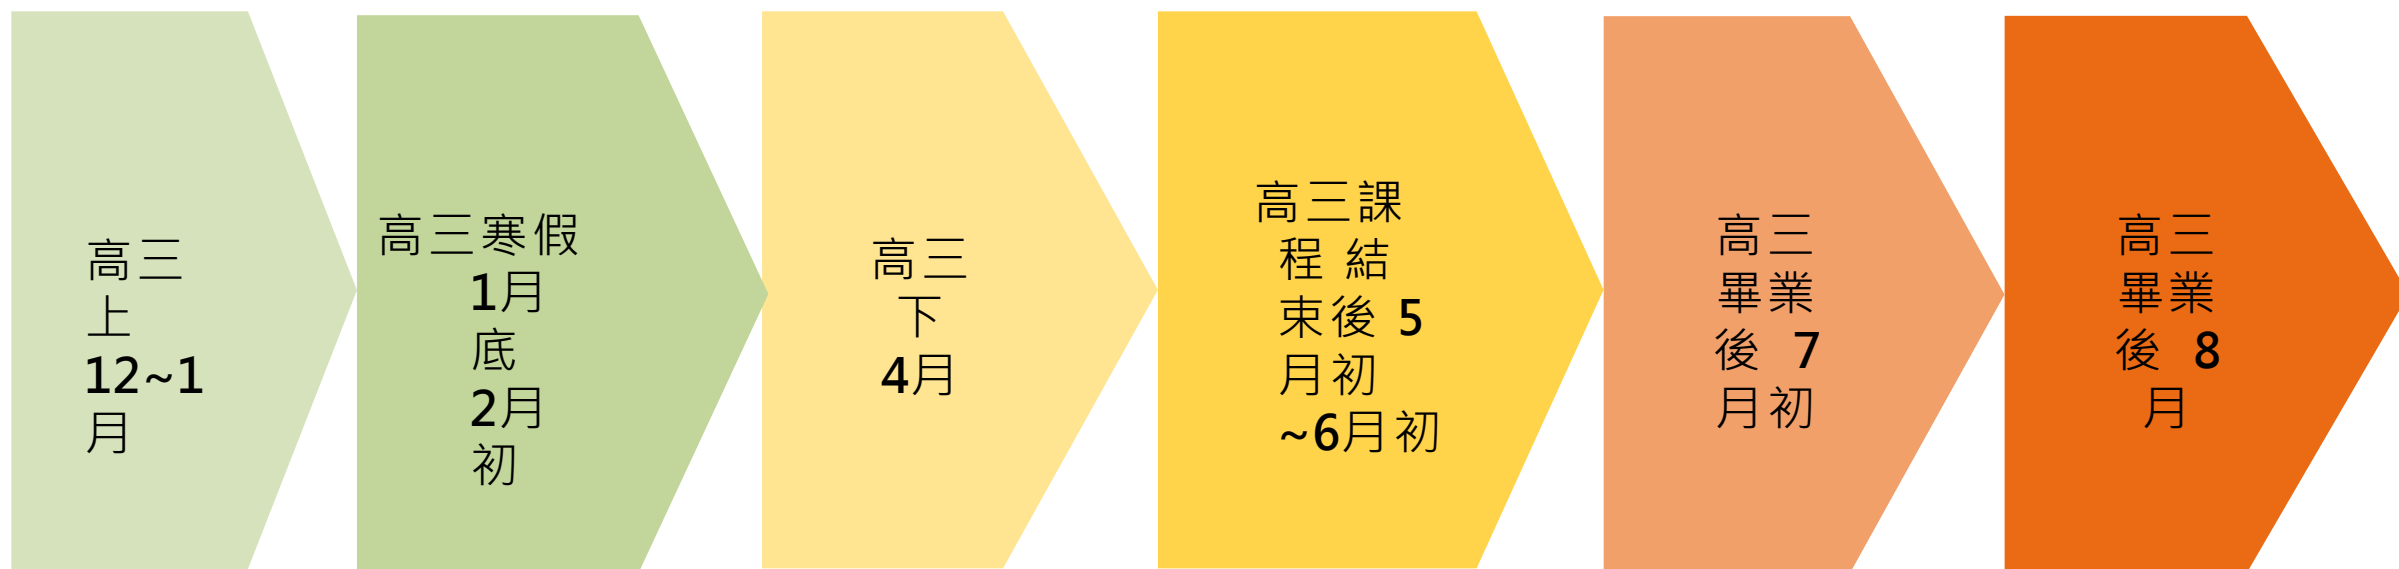 高三
上
12~1
月
高三寒假
1月
底
2月
初
高三
下
4月
高三課
程 結
束後 5
月初
~6月初
高三
畢業
後 7
月初
高三
畢業
後 8
月